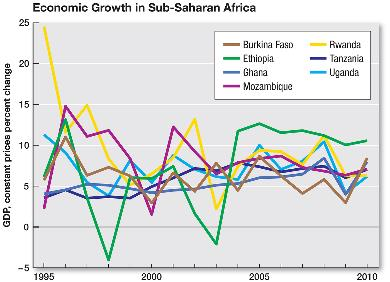 Economic Growth in Sub-Saharan Africa
GDP, constant prices percent change
25
20
15
10
5
0
−5
Burkina Faso
Ethiopia
Ghana
Mozambique
Rwanda
Tanzania
Uganda
1995
2000
2005
2010